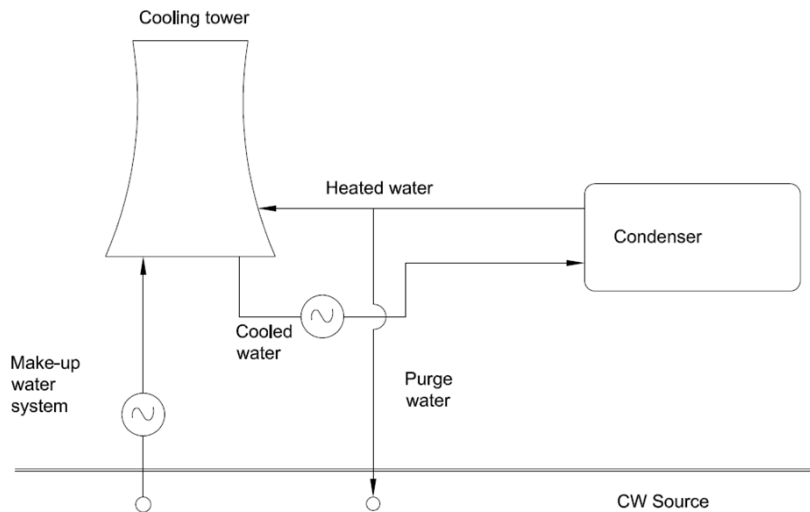 Cooling tower
Heated water
Condenser
Cooled
water
Make-up
water
system
Purge
water
CW Source